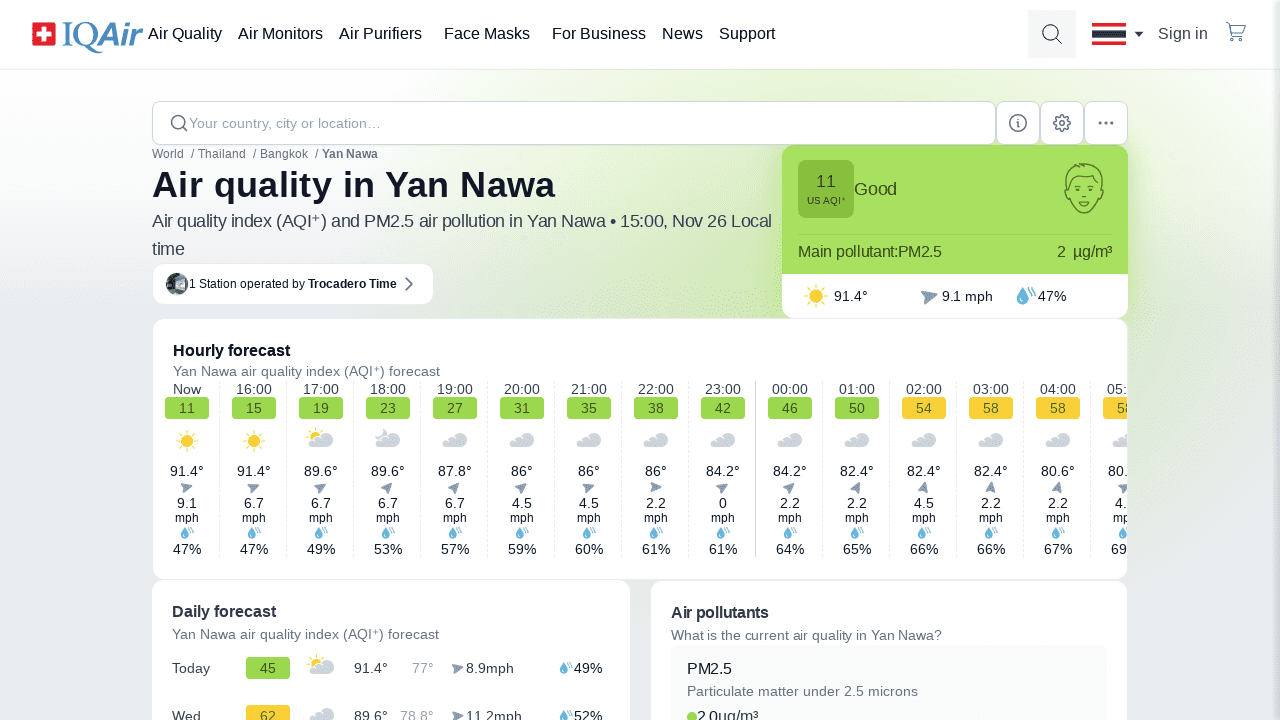 IQAir Air Quality Air Monitors Air Purifiers Face Masks For Business News Support Sign in
Your country, city or location…
World / Thailand / Bangkok / Yan Nawa
Air quality in Yan Nawa
Air quality index (AQI⁺) and PM2.5 air pollution in Yan Nawa • 15:00, Nov 26 Local
time
1 Station operated by Trocadero Time
11
US AQI⁺
Good
Main pollutant:PM2.5 2 µg/m³
91.4° 9.1 mph 47%
Hourly forecast
Yan Nawa air quality index (AQI⁺) forecast
Now 16:00 17:00 18:00 19:00 20:00 21:00 22:00 23:00 00:00 01:00 02:00 03:00 04:00
11 15 19 23 27 31 35 38 42 46 50 54 58 58
91.4° 91.4° 89.6° 89.6° 87.8° 86° 86° 86° 84.2° 84.2° 82.4° 82.4° 82.4° 80.6°
9.1 6.7 6.7 6.7 6.7 4.5 4.5 2.2 0 2.2 2.2 4.5 2.2 2.2
mph mph mph mph mph mph mph mph mph mph mph mph mph mph
47% 47% 49% 53% 57% 59% 60% 61% 61% 64% 65% 66% 66% 67%
Daily forecast
Yan Nawa air quality index (AQI⁺) forecast
Today 45 91.4° 77° 8.9mph 49%
Wed 62 89.6° 78.8° 11.2mph 52%
Air pollutants
What is the current air quality in Yan Nawa?
PM2.5
Particulate matter under 2.5 microns
2.0µg/m³